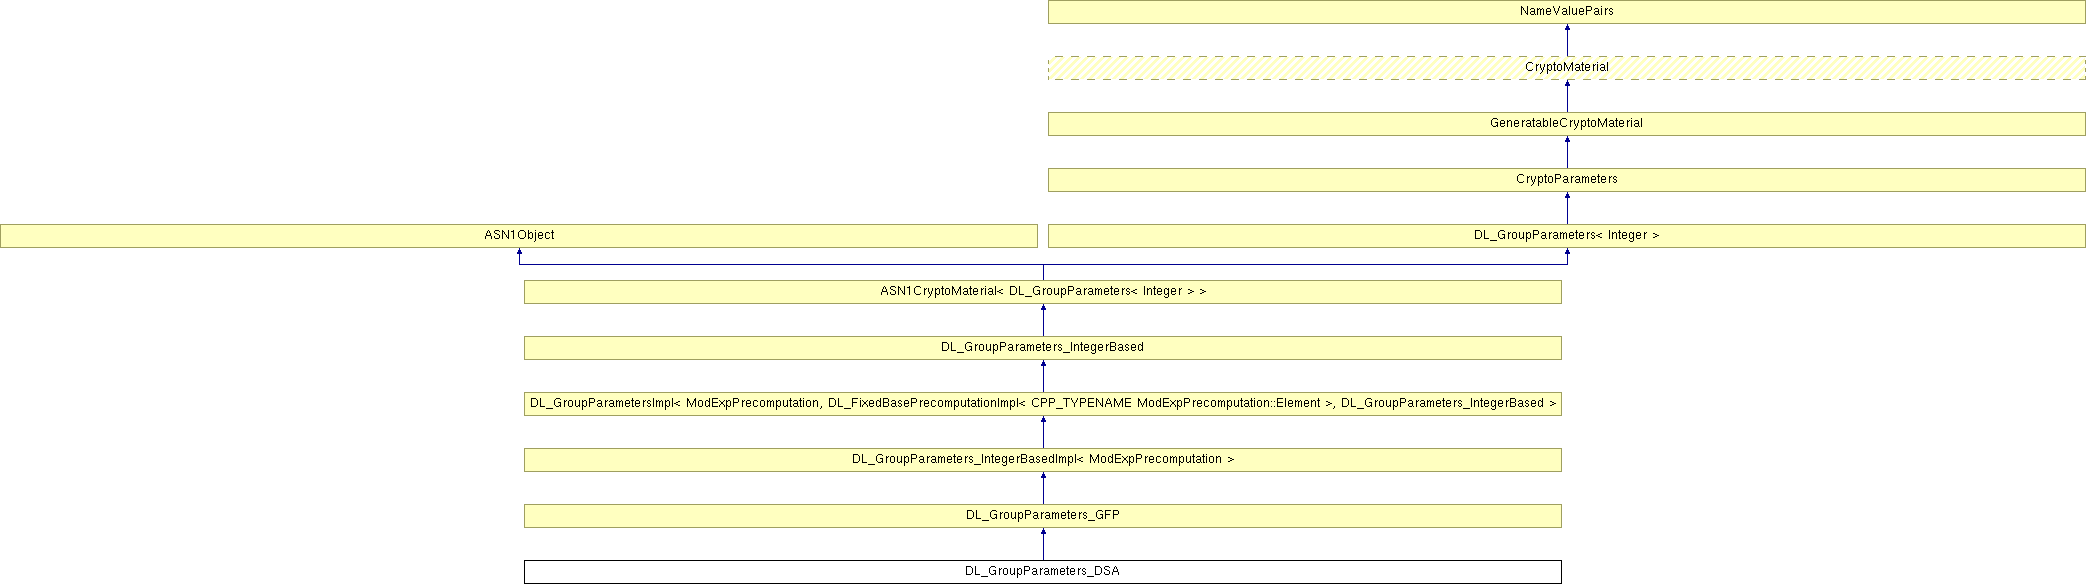 NameValuePairs
CryptoMaterial
GeneratableCryptoMaterial
CryptoParameters
ASN1Object
DL_GroupParameters< Integer >
ASN1CryptoMaterial< DL_GroupParameters< Integer > >
DL_GroupParameters_IntegerBased
DL_GroupParametersImpl< ModExpPrecomputation, DL_FixedBasePrecomputationImpl< CPP_TYPENAME ModExpPrecomputation::Element >, DL_GroupParameters_IntegerBased >
DL_GroupParameters_IntegerBasedImpl< ModExpPrecomputation >
DL_GroupParameters_GFP
DL_GroupParameters_DSA